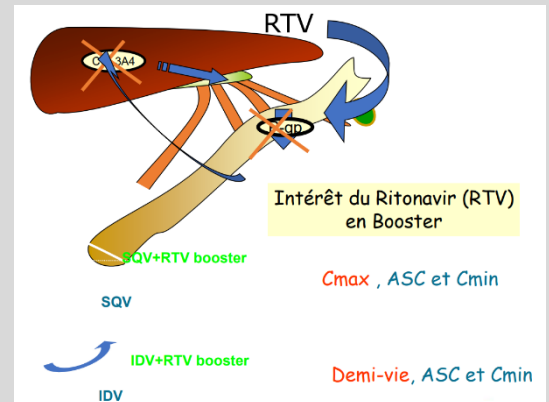 RTV
3A4
gp
Intérêt du Ritonavir (RTV)
en Booster
SQV+RTV booster
Cmax , ASC et Cmin
SQV
IDV+RTV booster
Demi-vie, ASC et Cmin
IDV